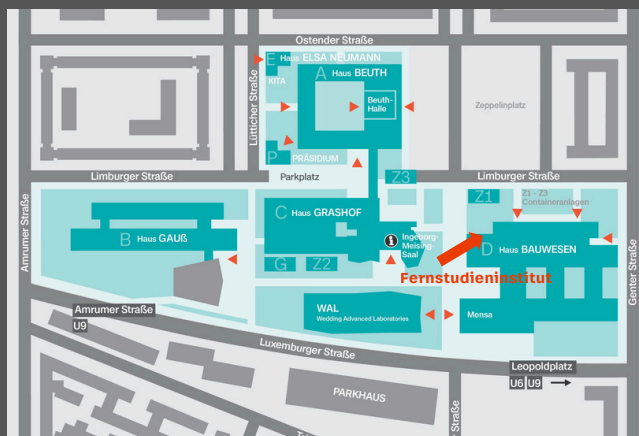 Ostender Straße
E Haus ELSA NEUMANN
KITA
A Haus BEUTH
Beuth-
Halle
Lütticher Straße
Zeppelinplatz
P PRÄSIDIUM
Limburger Straße
Parkplatz
Z3
Limburger Straße
Z1
Z1 - Z3
Containeranlagen
Amrumer Straße
B Haus GAUß
C Haus GRASHOF
Ingeborg-
Meising-
Saal
i
D Haus BAUWESEN
Genter Straße
G
Z2
Fernstudieninstitut
Amrumer Straße
U9
WAL
Wedding Advanced Laboratories
Mensa
Luxemburger Straße
Leopoldplatz
U6 U9
PARKHAUS
Straße